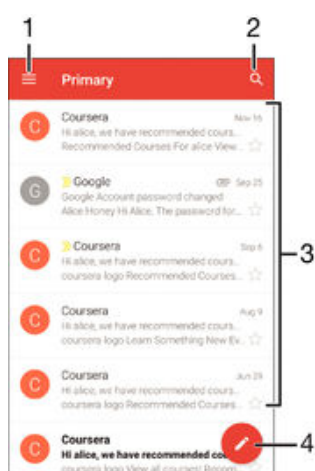 1
2
Primary
Coursera Nov 16
Hi alice, we have recommended cours...
Recommended Courses For alice View...
Google Sep 25
Google Account password changed
Alice Honey Hi Alice, The password for...
Coursera Sep 6
Hi alice, we have recommended cours...
coursera logo Recommended Courses...
Coursera Aug 9
Hi alice, we have recommended cours...
coursera logo Learn Something New Ev...
Coursera Jun 29
Hi alice, we have recommended cours...
coursera logo Recommended Courses...
Coursera
Hi alice, we have recommended cou
coursera logo View all courses!
C
G
C
C
C
C
3
4